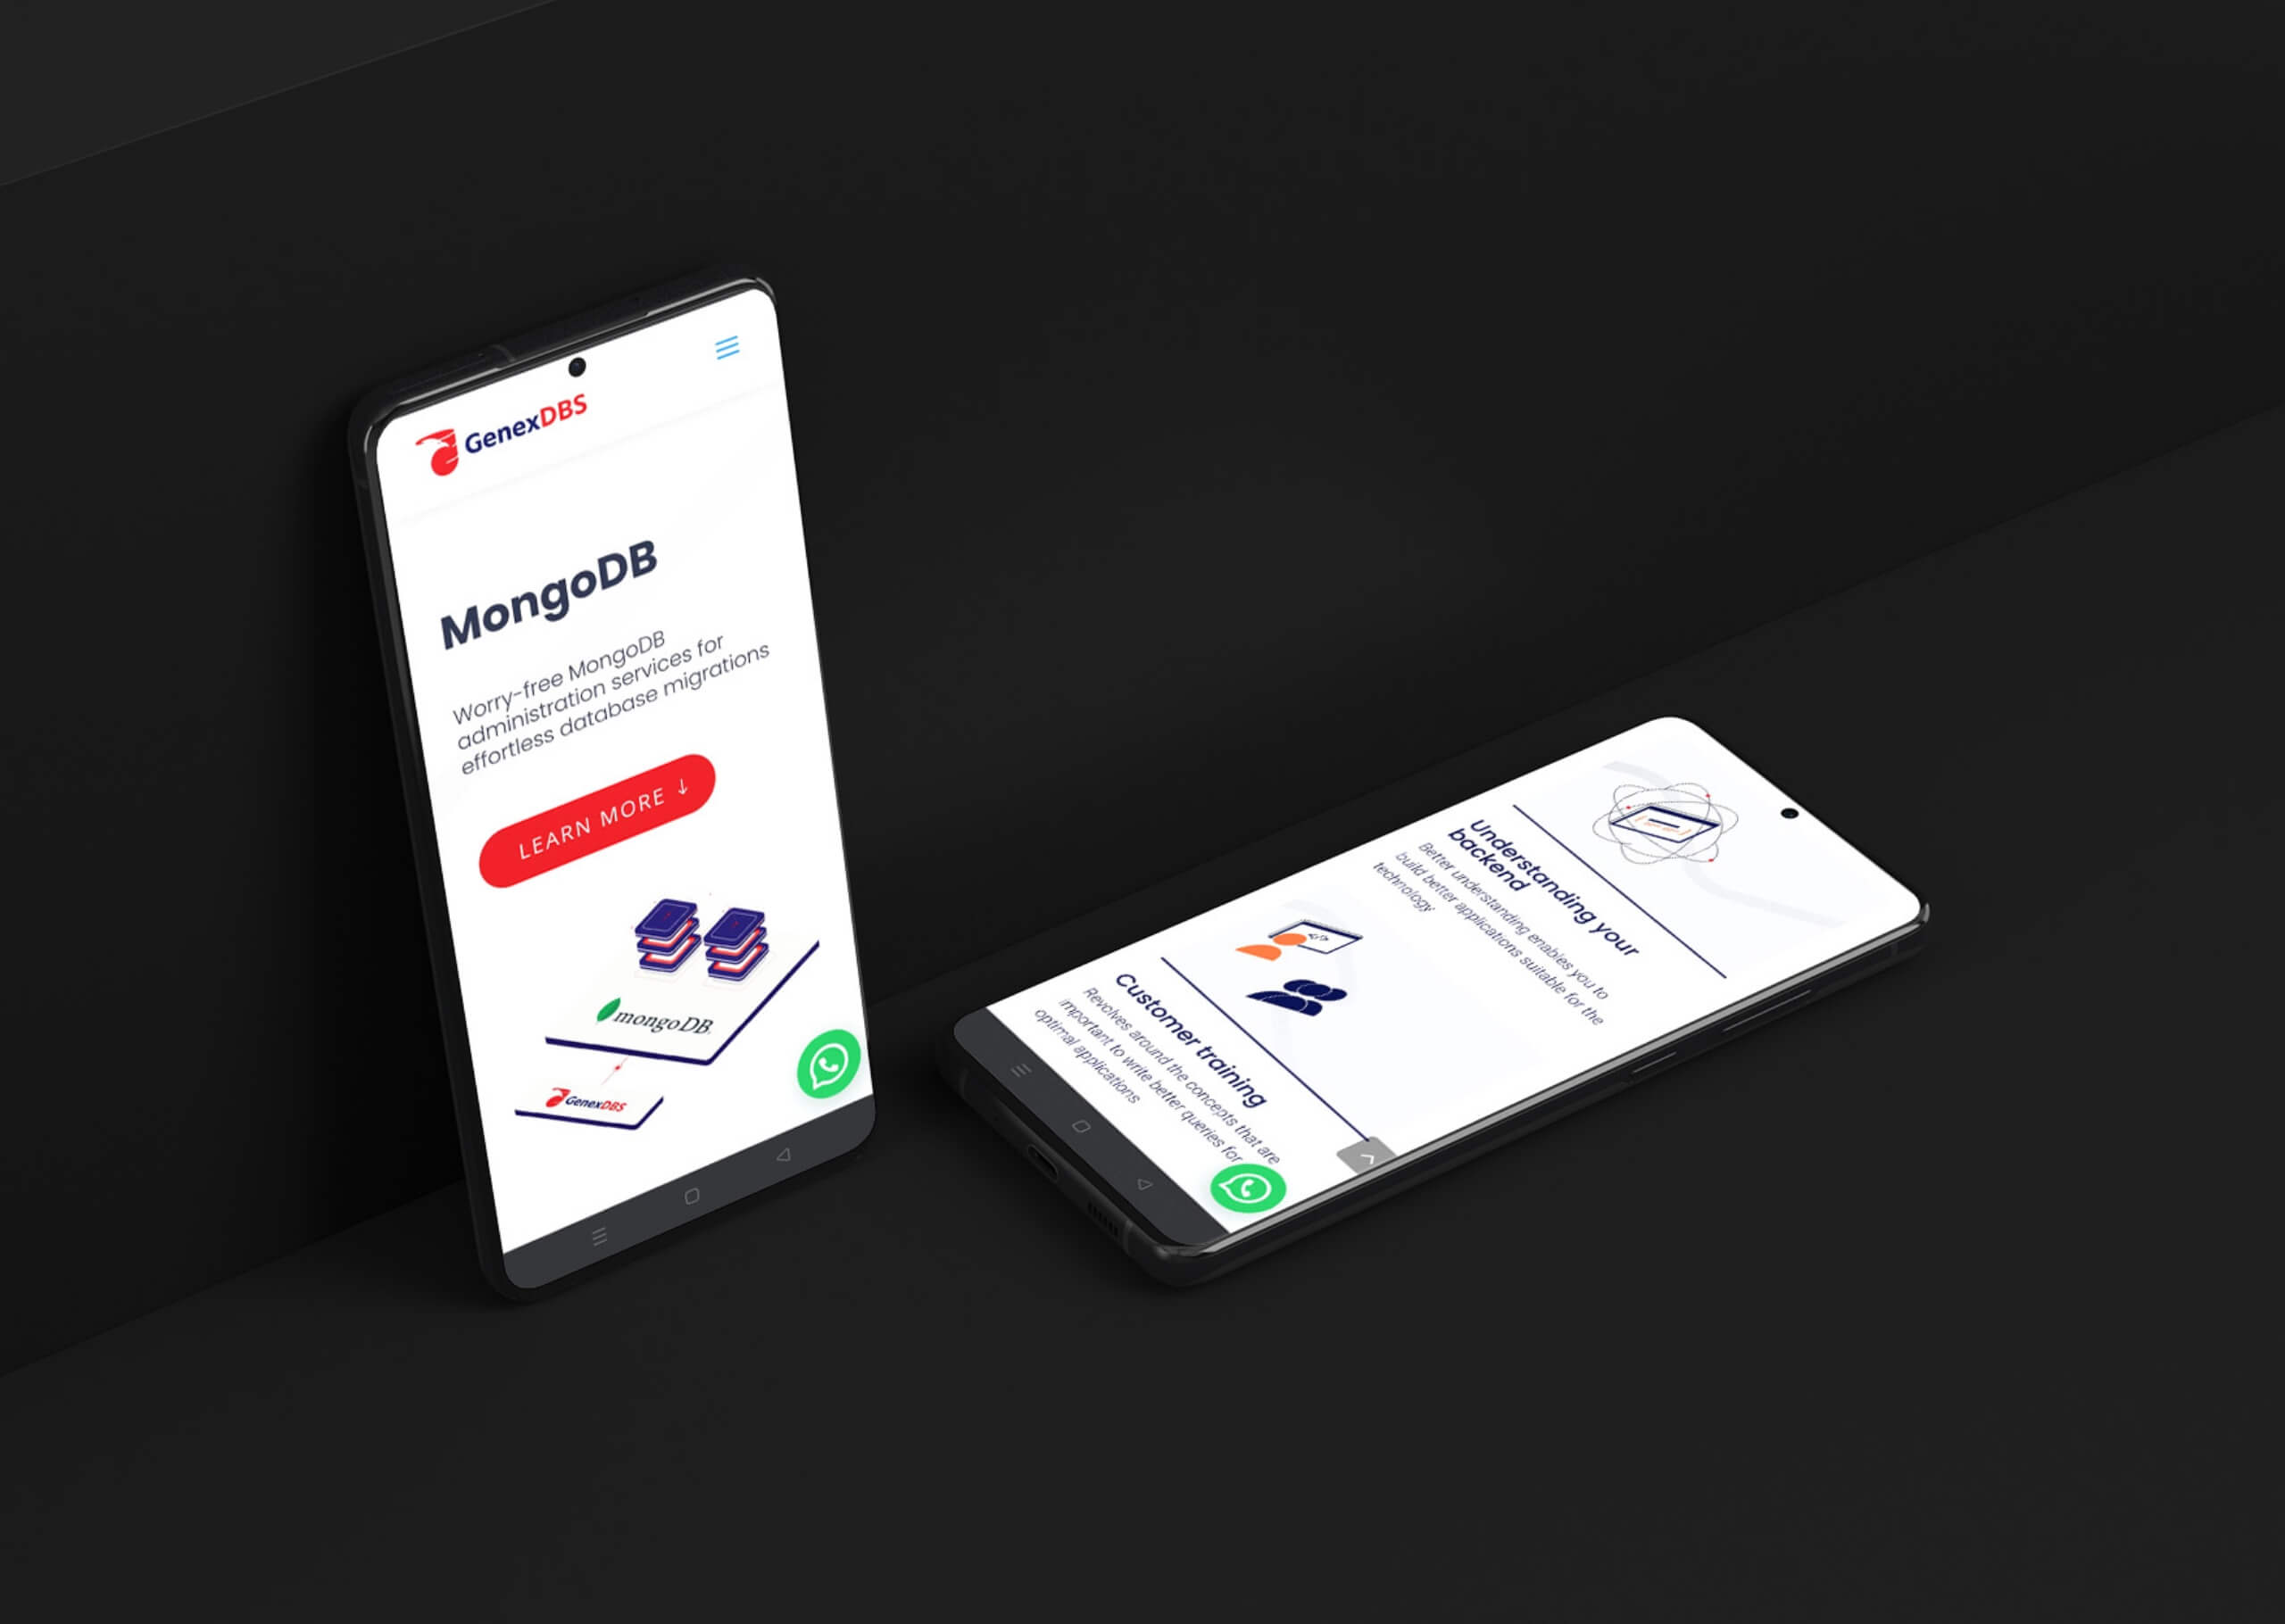 GenexDBS
MongoDB
Worry-free MongoDB
administration services for
effortless database migrations
LEARN MORE ↓
mongoDB
GenexDBS
Understanding your
backend
Better understanding enables you to
build better applications suitable for the
technology
Customer training
Revolves around the concepts that are
important to write better queries for
optimal applications